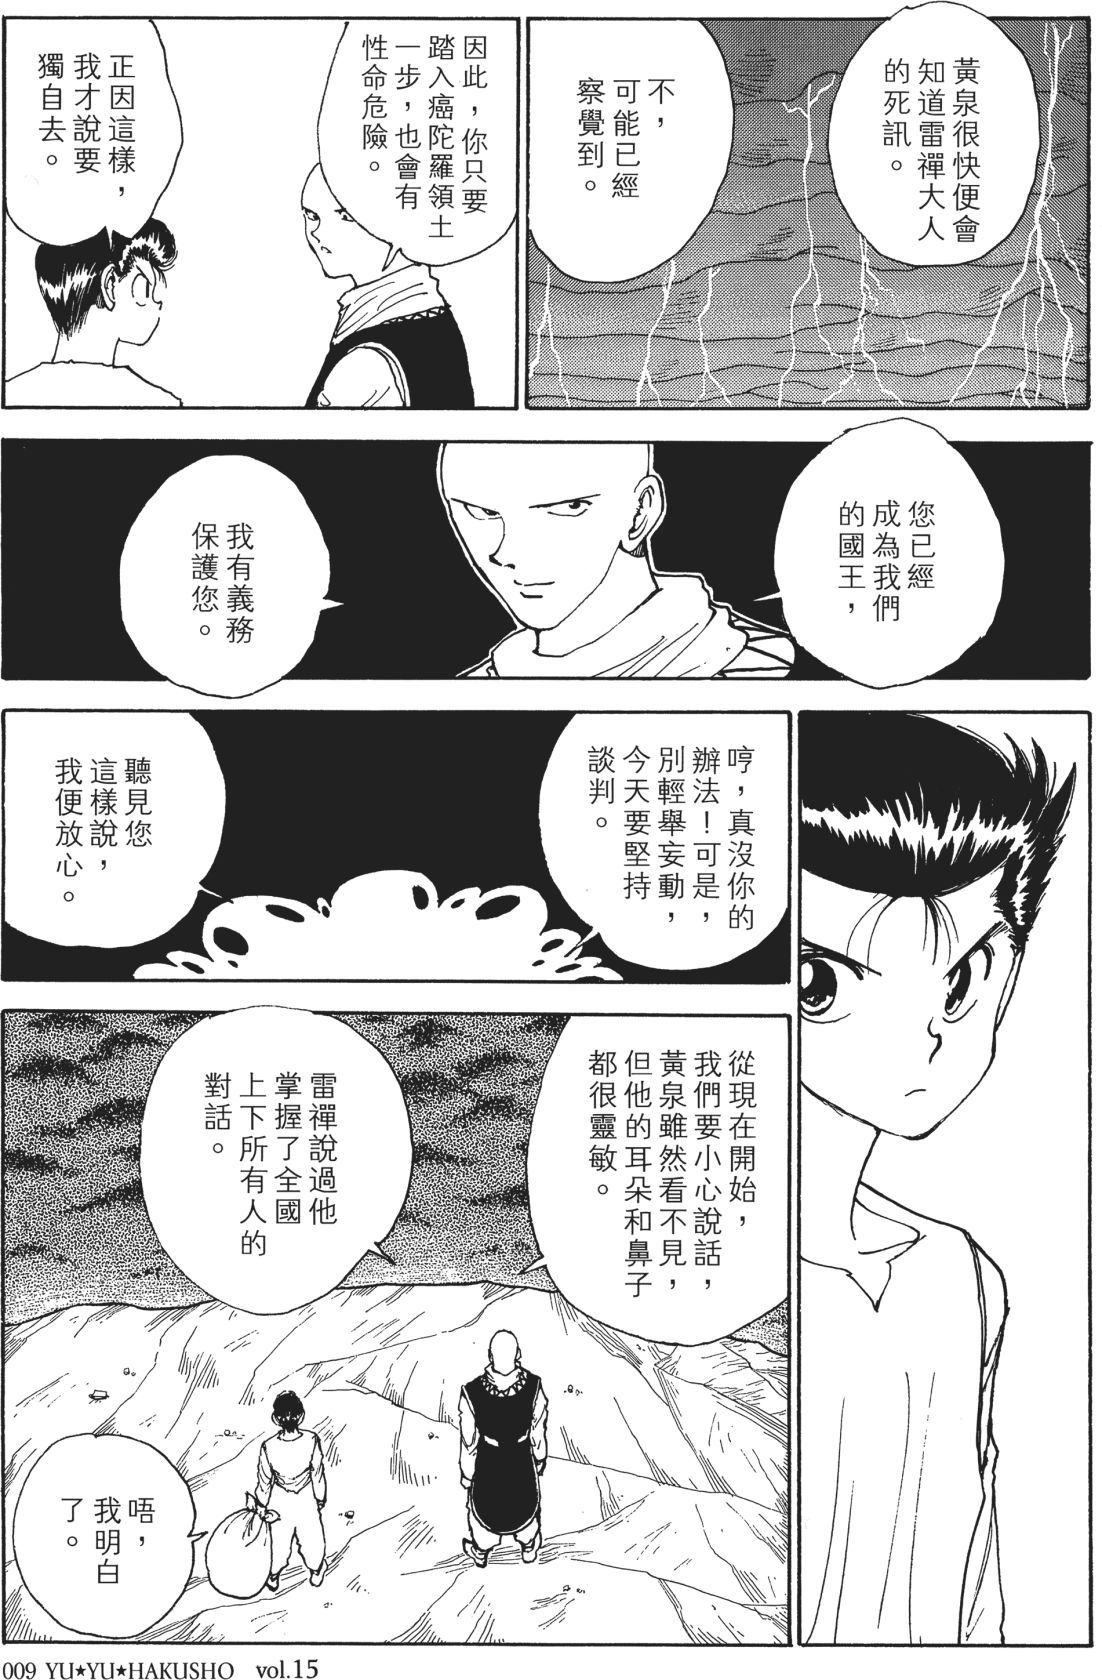 黃泉很快便會
知道雷禪大人
的死訊。
不，
可能已經
察覺到。
因此，你只要
踏入癌陀羅領土
一步，也會有
性命危險。
正因這樣，
我才說要
獨自去。
您已經
成為我們
的國王，
我有義務
保護您。
哼，真沒你的
辦法！可是，
別輕舉妄動，
今天要堅持
談判。
聽見您
這樣說，
我便放心。
從現在開始，
我們要小心說話，
黃泉雖然看不見，
但他的耳朵和鼻子
都很靈敏。
雷禪說過他
掌握了全國
上下所有人的
對話。
唔，
我明白
了。
009 YU★YU★HAKUSHO vol.15